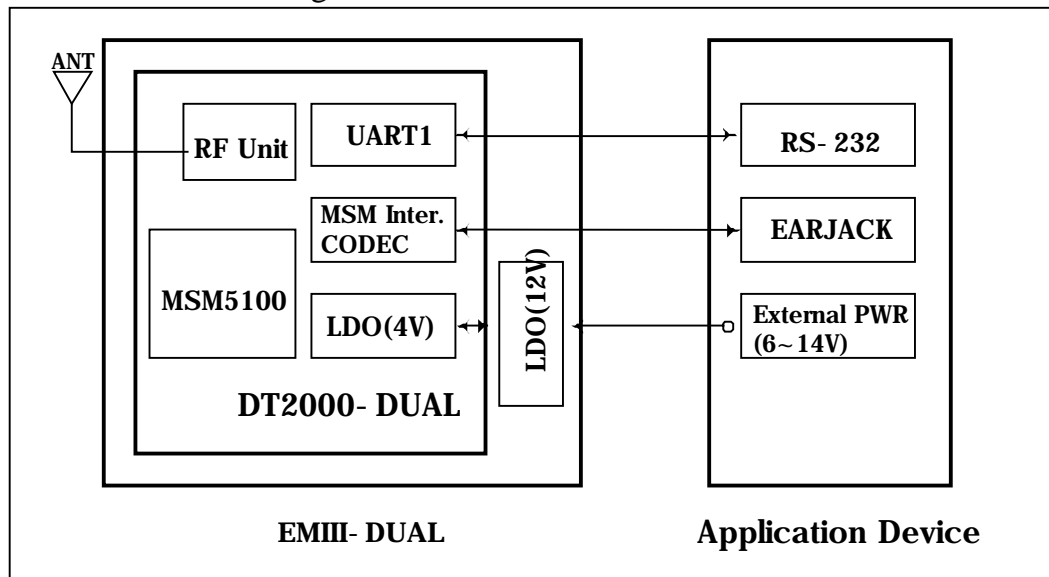 ANT
RF Unit
UART1
MSM Inter.
CODEC
MSM5100
LDO(4V)
DT2000- DUAL
LDO(12V)
EMIII- DUAL
RS- 232
EARJACK
External PWR
(6~14V)
Application Device